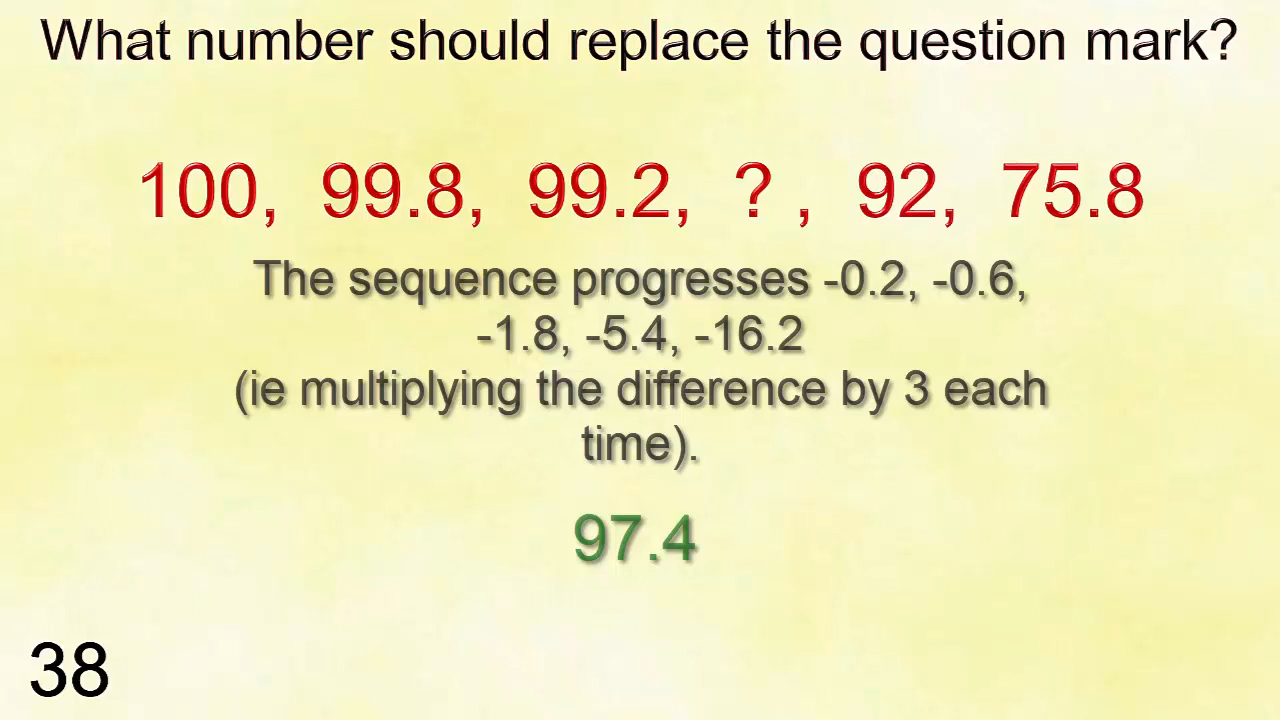 What number should replace the question mark?
100, 99.8, 99.2, ? , 92, 75.8
The sequence progresses -0.2, -0.6,
-1.8, -5.4, -16.2
(ie multiplying the difference by 3 each
time).
97.4
38